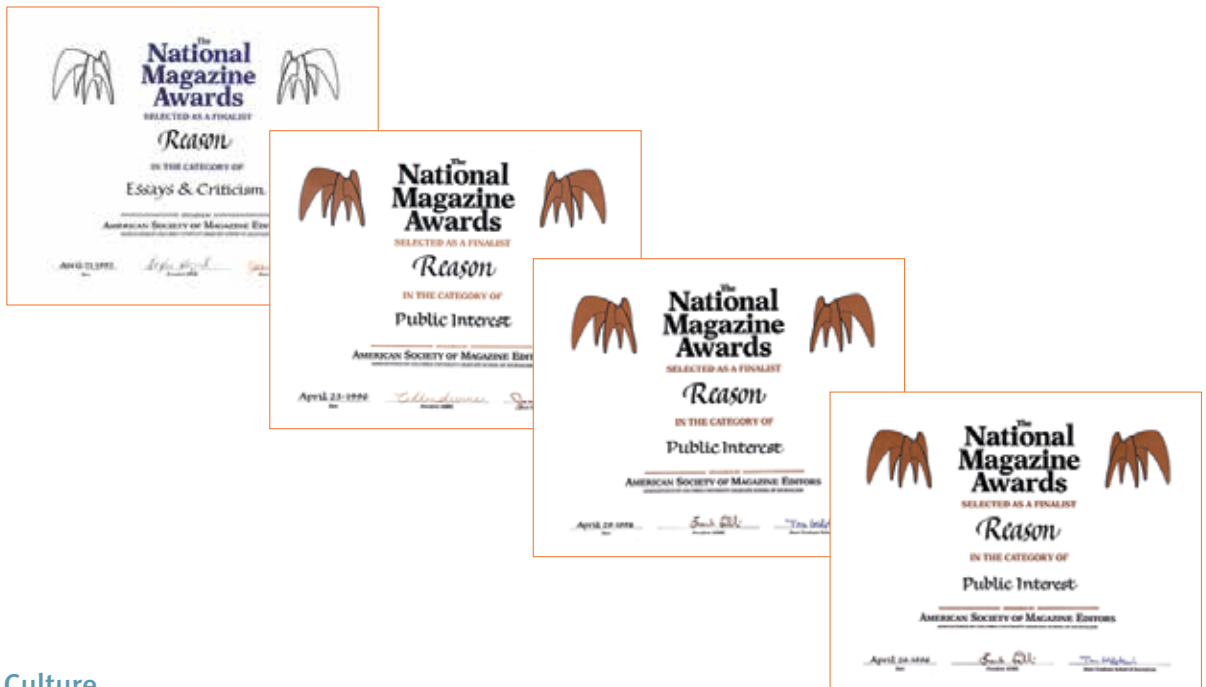 The
National
Magazine
Awards
SELECTED AS A FINALIST
Reason
IN THE CATEGORY OF
Essays & Criticism
AMERICAN SOCIETY OF MAGAZINE
The
National
Magazine
Awards
SELECTED AS A FINALIST
Reason
IN THE CATEGORY OF
Public Interest
AMERICAN SOCIETY OF MAGAZINE
The
National
Magazine
Awards
SELECTED AS A FINALIST
Reason
IN THE CATEGORY OF
Public Interest
AMERICAN SOCIETY OF MAGAZINE EDITORS
The
National
Magazine
Awards
SELECTED AS A FINALIST
Reason
IN THE CATEGORY OF
Public Interest
AMERICAN SOCIETY OF MAGAZINE EDITORS
Culture